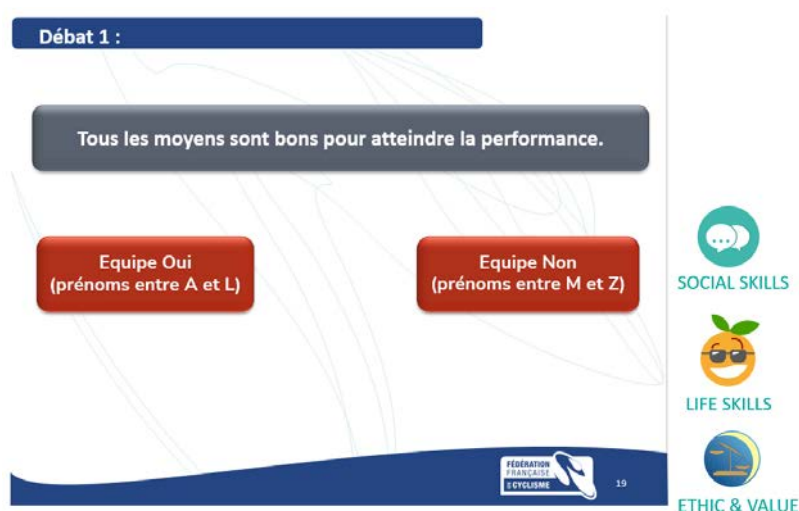 Débat 1 :
Tous les moyens sont bons pour atteindre la performance.
Equipe Oui
(prénoms entre A et L)
Equipe Non
(prénoms entre M et Z)
SOCIAL SKILLS
LIFE SKILLS
ETHIC & VALUE
FÉDÉRATION
FRANÇAISE
DE CYCLISME
19